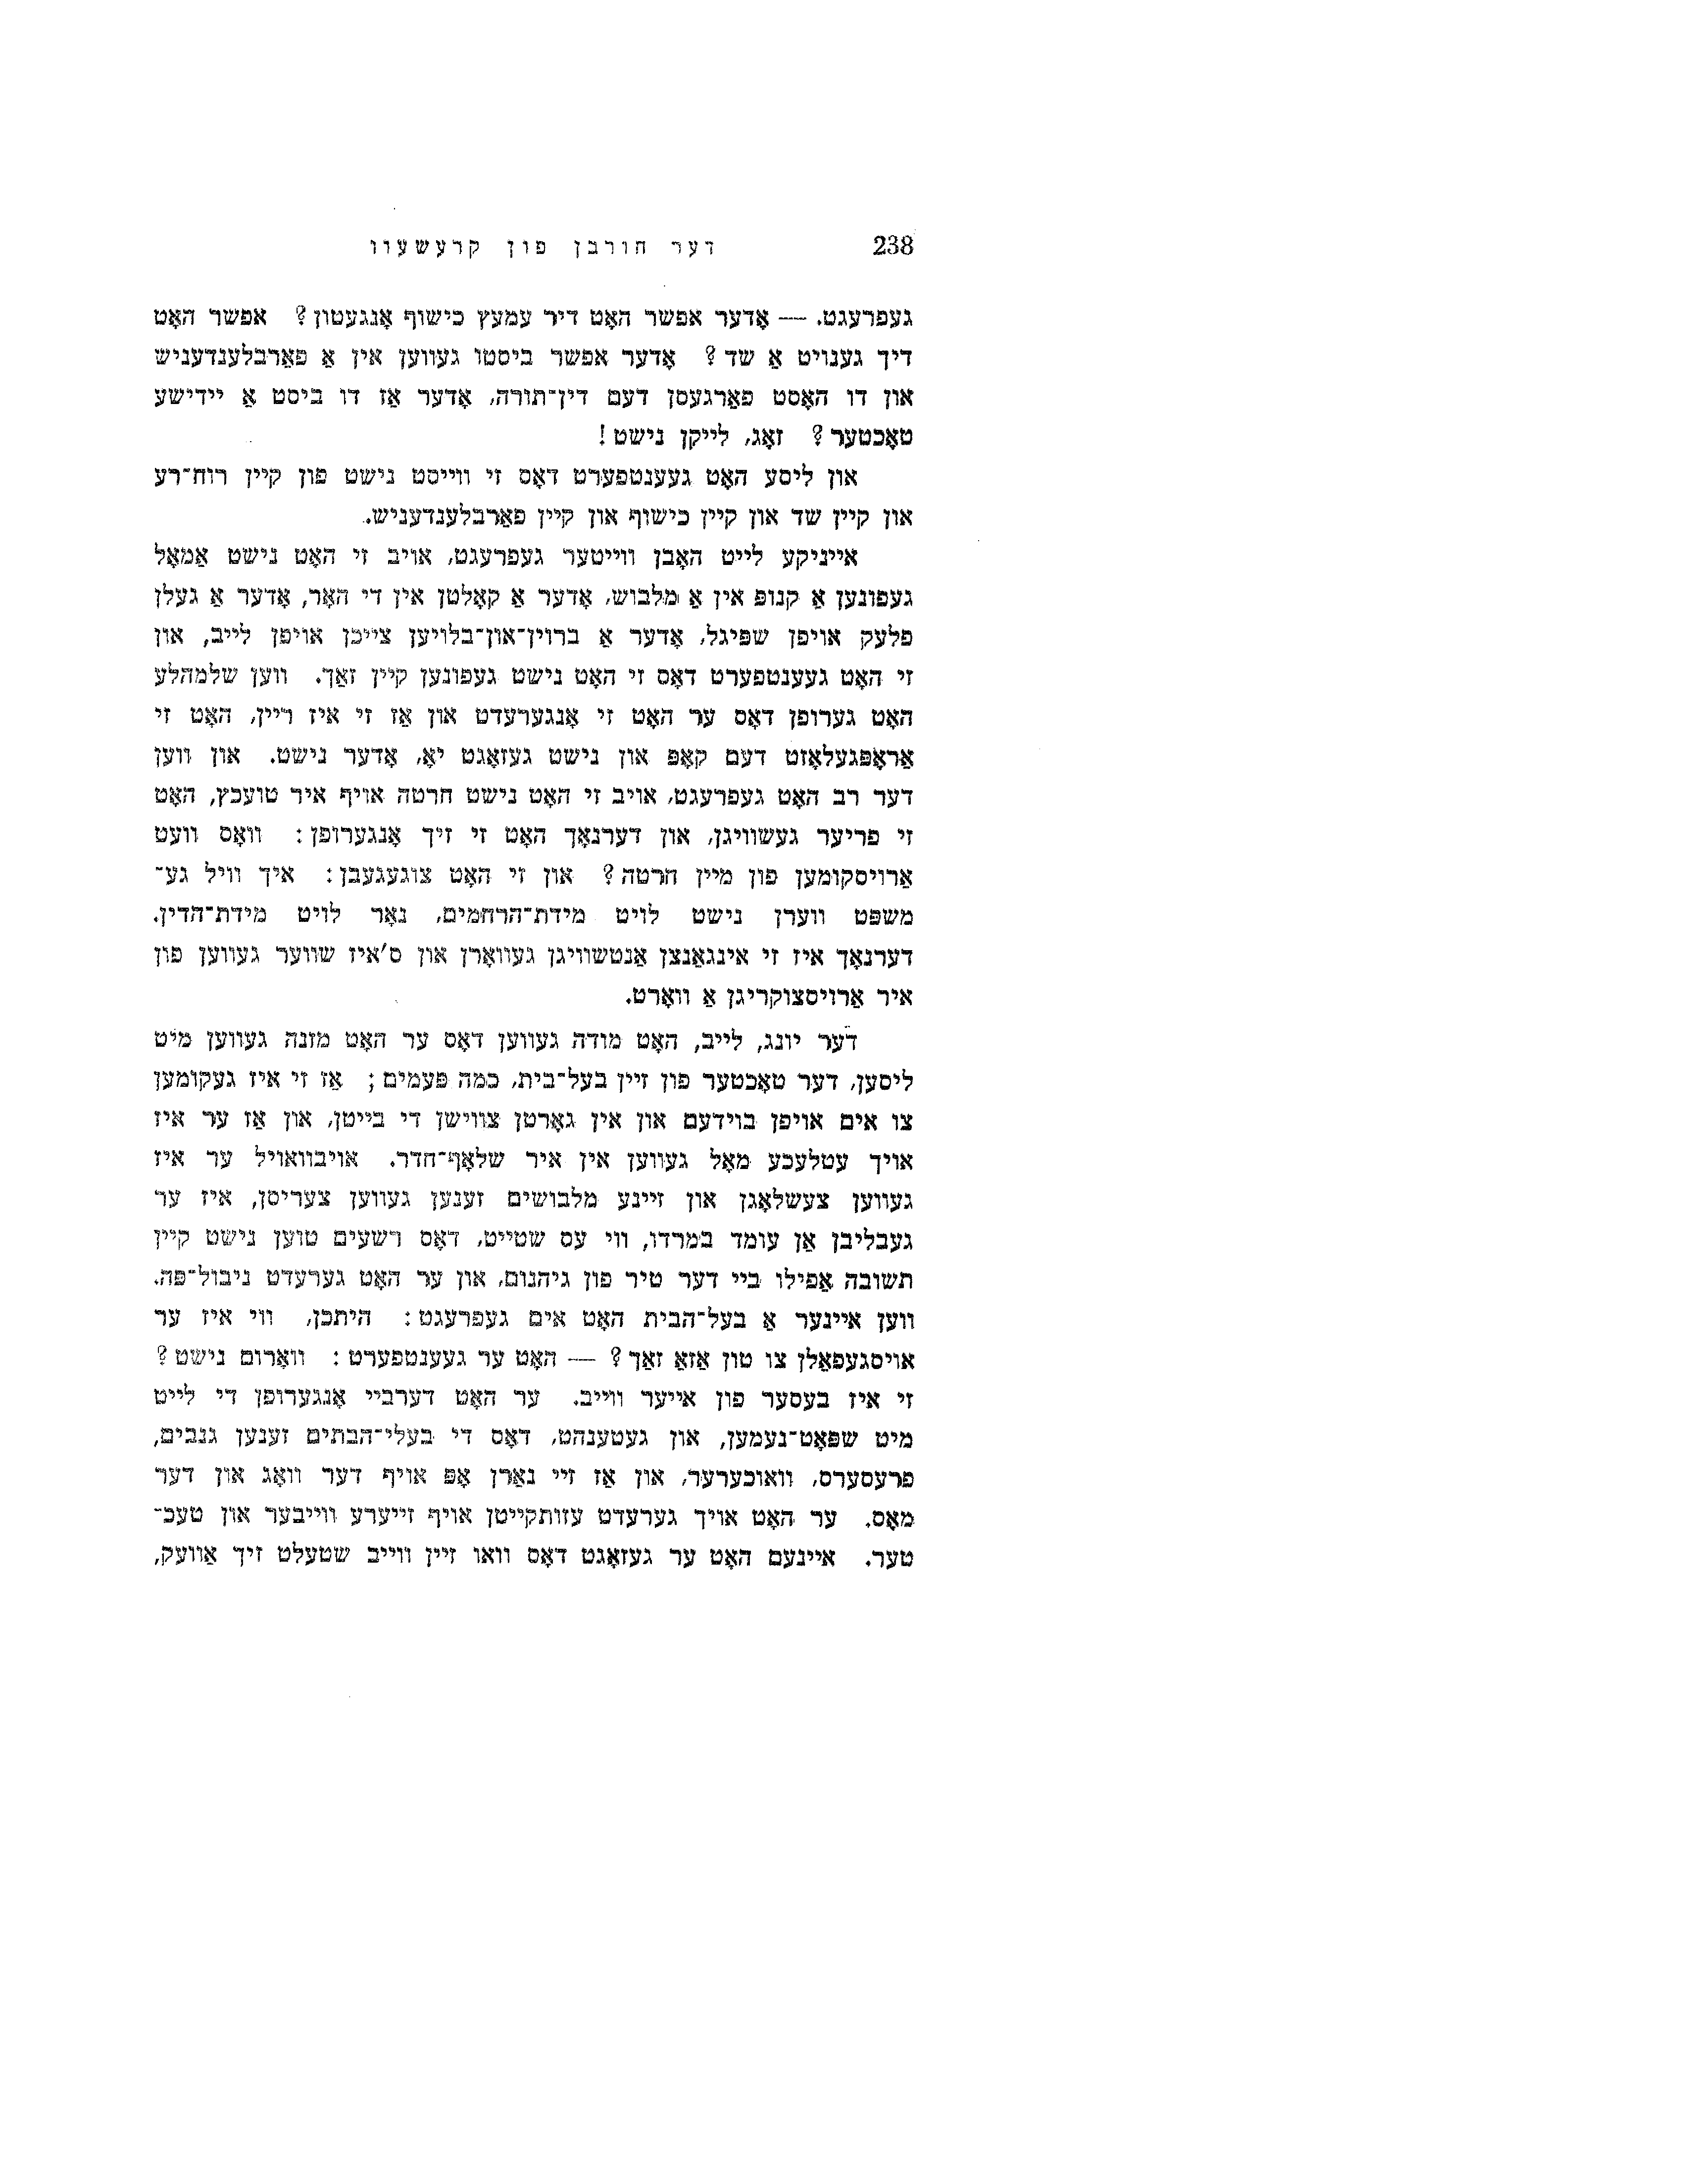 238 דער חורבן פון קרעשעוו
געפרעגט. — אָדער אפשר האָט דיר עמעץ כישוף אָנגעטון? אפשר האָט
דיך גענויט אַ שד? אָדער אפשר ביסטו געווען אין אַ פאַרבלענדעניש
און דו האָסט פאַרגעסן דעם דין־תורה, אָדער אַז דו ביסט אַ יידישע
טאָכטער? זאָג, לייקן נישט!
און ליסע האָט געענטפערט דאָס זי ווייסט נישט פון קיין רוח־רע
און קיין שד און קיין כישוף און קיין פאַרבלענדעניש.
אייניקע לייט האָבן ווייטער געפרעגט, אויב זי האָט נישט אַמאָל
געפונען אַ קנופּ אין אַ מלבוש, אָדער אַ קאָלטן אין די האָר, אָדער אַ געלן
פלעק אויפן שפּיגל, אָדער אַ ברוין־און־בלויען צייכן אויפן לייב, און
זי האָט געענטפערט דאָס זי האָט נישט געפונען קיין זאַך. ווען שלמהלע
האָט גערופן דאָס ער האָט זי אָנגערעדט און אַז זי איז ריין, האָט זי
אַראָפּגעלאָזט דעם קאָפּ און נישט געזאָגט יאָ, אָדער נישט. און ווען
דער רב האָט געפרעגט, אויב זי האָט נישט חרטה אויף איר טועכץ, האָט
זי פריער געשוויגן, און דערנאָך האָט זי זיך אָנגערופן: וואָס וועט
אַרויסקומען פון מיין חרטה? און זי האָט צוגעגעבן: איך וויל גע־
משפּט ווערן נישט לויט מידת־הרחמים, נאָר לויט מידת־הדין.
דערנאָך איז זי אינגאַנצן אַנטשוויגן געוואָרן און ס'איז שווער געווען פון
איר אַרויסצוקריגן אַ וואָרט.
דער יונג, לייב, האָט מודה געווען דאָס ער האָט מזנה געווען מיט
ליסען, דער טאָכטער פון זיין בעל־בית, כמה פּעמים; אַז זי איז געקומען
צו אים אויפן בוידעם און אין גאָרטן צווישן די בייטן, און אַז ער איז
אויך עטלעכע מאָל געווען אין איר שלאָף־חדר. אויבוואויל ער איז
געווען צעשלאָגן און זיינע מלבושים זענען געווען צעריסן, איז ער
געבליבן אַן עומד במרדו, ווי עס שטייט, דאָס רשעים טוען נישט קיין
תשובה אַפילו ביי דער טיר פון גיהנום, און ער האָט גערעדט ניבול־פּה.
ווען איינער אַ בעל־הבית האָט אים געפרעגט: היתכן, ווי איז ער
אויסגעפאַלן צו טון אַזאַ זאַך? — האָט ער געענטפערט: וואָרום נישט?
זי איז בעסער פון אייער ווייב. ער האָט דערביי אָנגערופן די לייט
מיט שפּאָט־נעמען, און געטענהט, דאָס די בעלי־הבתים זענען גנבים,
פרעסערס, וואוכערער, און אַז זיי נאַרן אָפּ אויף דער וואָג און דער
מאָס. ער האָט אויך גערעדט עזותקייטן אויף זייערע ווייבער און טעכ־
טער. איינעם האָט ער געזאָגט דאָס וואו זיין ווייב שטעלט זיך אַוועק,